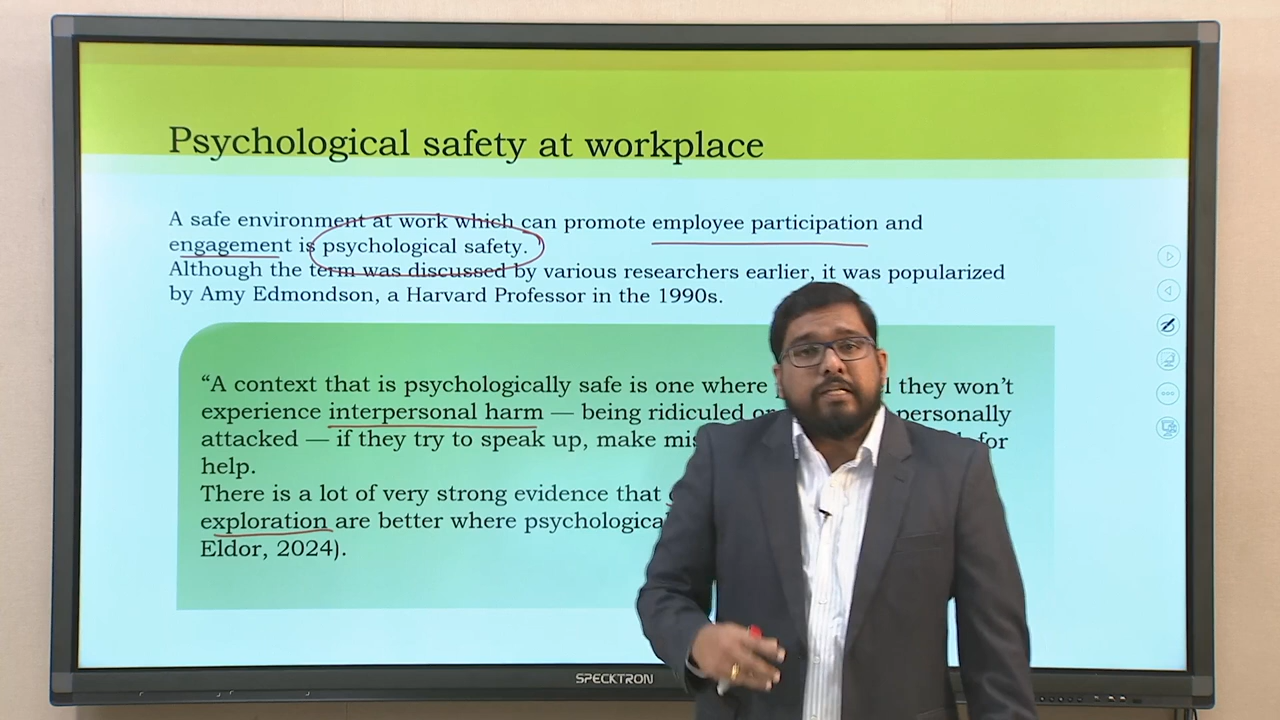 Psychological safety at workplace
A safe environment at work which can promote employee participation and
engagement is psychological safety.
Although the term was discussed by various researchers earlier, it was popularized
by Amy Edmondson, a Harvard Professor in the 1990s.
“A context that is psychologically safe is one where they won’t
experience interpersonal harm — being ridiculed personally
attacked — if they try to speak up, make for
help.
There is a lot of very strong evidence that
exploration are better where
Eldor, 2024).
SPECKTRON